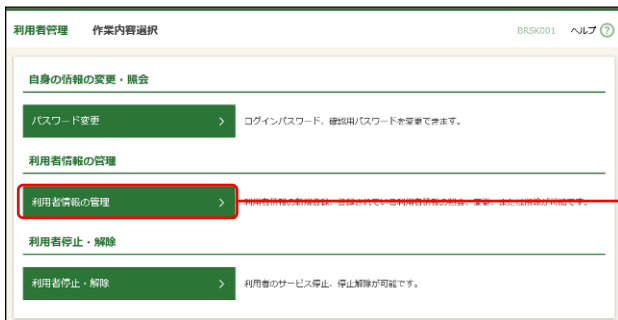 利用者管理 作業内容選択 BRSK001 ヘルプ ?
自身の情報の変更・照会
パスワード変更 > ログインパスワード、確認用パスワードを変更できます。
利用者情報の管理
利用者情報の管理 > 利用者情報の新規登録、登録されている利用者情報の照会、変更、または削除が可能です。
利用者停止・解除
利用者停止・解除 > 利用者のサービス停止、停止解除が可能です。